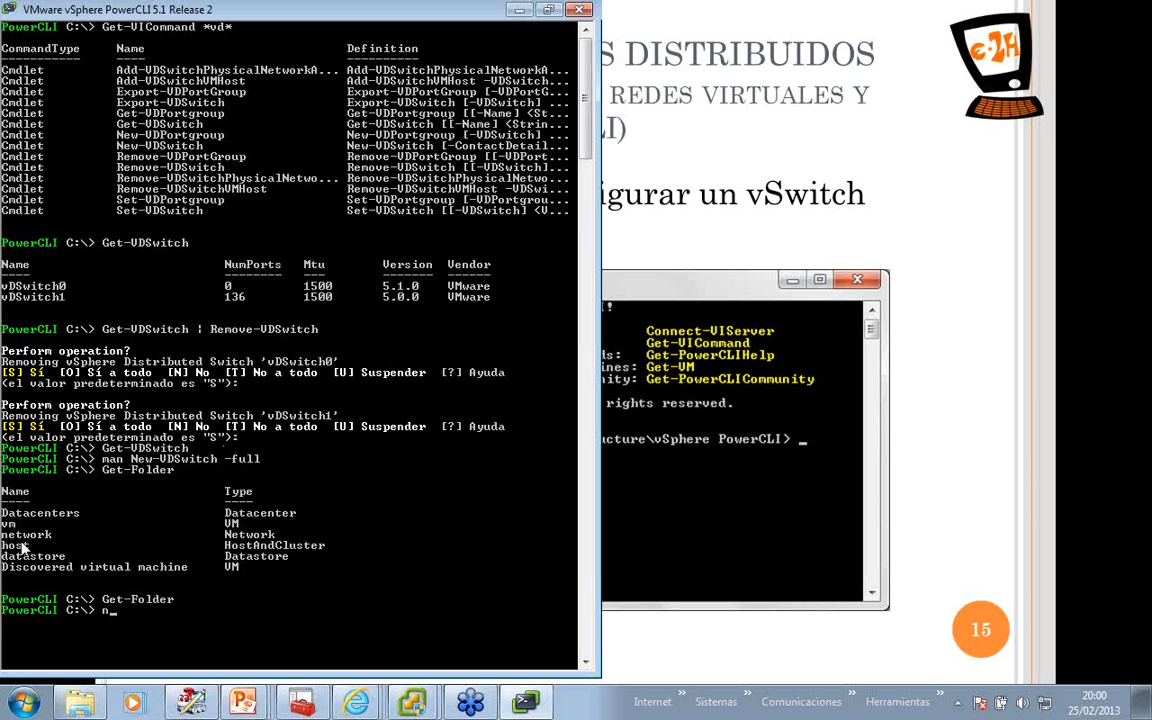 VMware vSphere PowerCLI 5.1 Release 2
PowerCLI C:\> Get-VICommand *vd*
CommandType Name Definition
----------- ---- ----------
Cmdlet Add-VDSwitchPhysicalNetworkA... Add-VDSwitchPhysicalNetworkA...
Cmdlet Add-VDSwitchVMHost Add-VDSwitchVMHost -VDSwitc...
Cmdlet Export-VDPortGroup Export-VDPortGroup [-VDPortG...
Cmdlet Export-VDSwitch Export-VDSwitch [-VDSwitch] ...
Cmdlet Get-VDPortgroup Get-VDPortgroup [[-Name] <St...
Cmdlet Get-VDSwitch Get-VDSwitch [[-Name] <Strin...
Cmdlet New-VDPortgroup New-VDPortgroup [-VDSwitch] ...
Cmdlet New-VDSwitch New-VDSwitch [-ContactDetail...
Cmdlet Remove-VDPortGroup Remove-VDPortGroup [[-VDPort...
Cmdlet Remove-VDSwitch Remove-VDSwitch [[-VDSwitch]...
Cmdlet Remove-VDSwitchPhysicalNetwo... Remove-VDSwitchPhysicalNetwo...
Cmdlet Remove-VDSwitchVMHost Remove-VDSwitchVMHost -VDSwi...
Cmdlet Set-VDPortgroup Set-VDPortgroup [-VDPortgrou...
Cmdlet Set-VDSwitch Set-VDSwitch [[-VDSwitch] <V...
PowerCLI C:\> Get-VDSwitch
Name NumPorts Mtu Version Vendor
---- -------- --- ------- ------
vDSwitch0 0 1500 5.1.0 VMware
vDSwitch1 136 1500 5.0.0 VMware
PowerCLI C:\> Get-VDSwitch | Remove-VDSwitch
Perform operation?
Removing vSphere Distributed Switch 'vDSwitch0'
[S] Sí [O] Sí a todo [N] No [T] No a todo [U] Suspender [?] Ayuda
(el valor predeterminado es "S"):
Perform operation?
Removing vSphere Distributed Switch 'vDSwitch1'
[S] Sí [O] Sí a todo [N] No [T] No a todo [U] Suspender [?] Ayuda
(el valor predeterminado es "S"):
PowerCLI C:\> Get-VDSwitch
PowerCLI C:\> man New-VDSwitch -full
PowerCLI C:\> Get-Folder
Name Type
---- ----
Datacenters Datacenter
vm VM
network Network
host HostAndCluster
datastore Datastore
Discovered virtual machine VM
PowerCLI C:\> Get-Folder
PowerCLI C:\> n_
S DISTRIBUIDOS
REDES VIRTUALES Y
LI)
e-2H
igurar un vSwitch
!
Connect-VIServer
ds: Get-VICommand
Get-PowerCLIHelp
ines: Get-VM
nity: Get-PowerCLICommunity
rights reserved.
ucture\vSphere PowerCLI> _
15
Internet » Sistemas » Comunicaciones » Herramientas »
20:00
25/02/2013